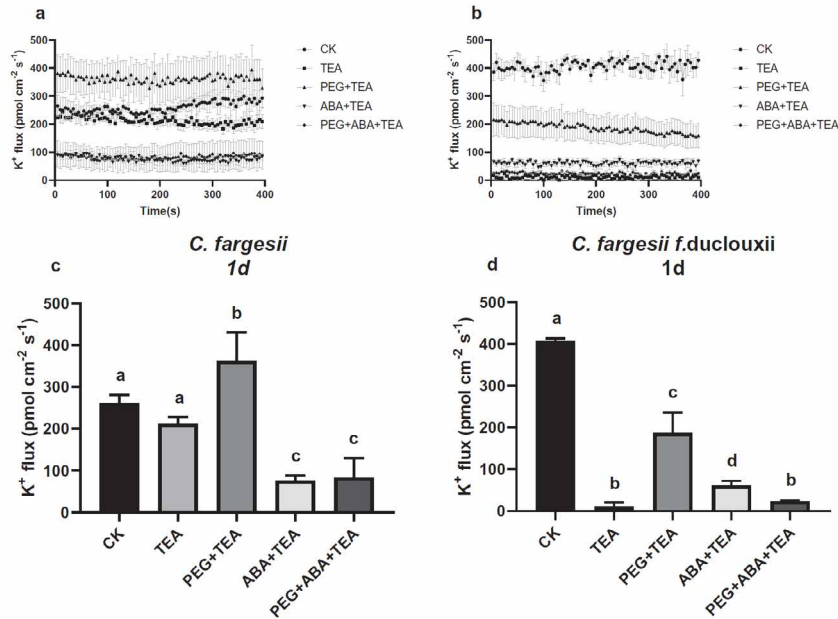 a
K⁺ flux (pmol cm⁻² s⁻¹)
500
400
300
200
100
0
0
100
200
300
400
Time(s)
CK
TEA
PEG+TEA
ABA+TEA
PEG+ABA+TEA
b
K⁺ flux (pmol cm⁻² s⁻¹)
500
400
300
200
100
0
0
100
200
300
400
Time(s)
CK
TEA
PEG+TEA
ABA+TEA
PEG+ABA+TEA
c
C. fargesii
1d
K⁺ flux (pmol cm⁻² s⁻¹)
500
400
300
200
100
0
a
a
b
c
c
CK
TEA
PEG+TEA
ABA+TEA
PEG+ABA+TEA
d
C. fargesii f.duclouxii
1d
K⁺ flux (pmol cm⁻² s⁻¹)
500
400
300
200
100
0
a
b
c
d
b
CK
TEA
PEG+TEA
ABA+TEA
PEG+ABA+TEA